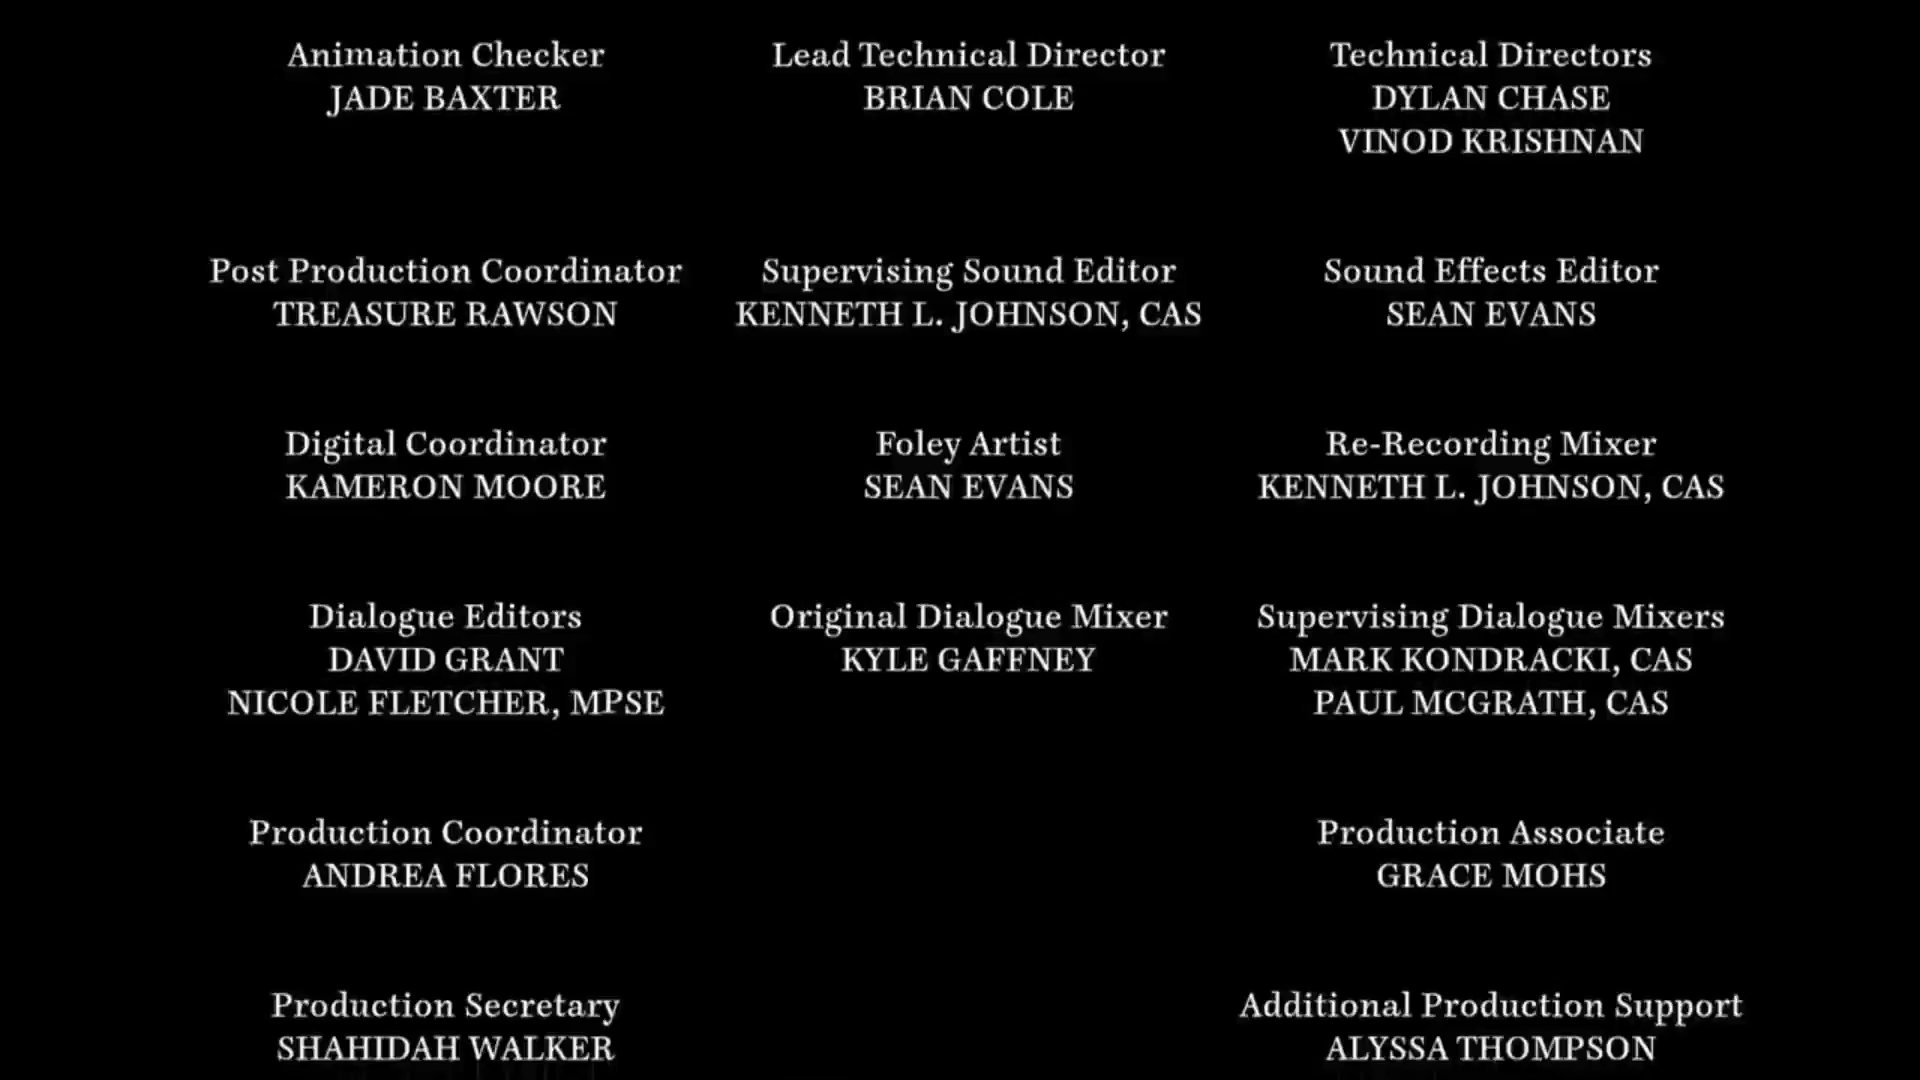 Animation Checker
JADE BAXTER
Lead Technical Director
BRIAN COLE
Technical Directors
DYLAN CHASE
VINOD KRISHNAN
Post Production Coordinator
TREASURE RAWSON
Supervising Sound Editor
KENNETH L. JOHNSON, CAS
Sound Effects Editor
SEAN EVANS
Digital Coordinator
KAMERON MOORE
Foley Artist
SEAN EVANS
Re-Recording Mixer
KENNETH L. JOHNSON, CAS
Dialogue Editors
DAVID GRANT
NICOLE FLETCHER, MPSE
Original Dialogue Mixer
KYLE GAFFNEY
Supervising Dialogue Mixers
MARK KONDRACKI, CAS
PAUL MCGRATH, CAS
Production Coordinator
ANDREA FLORES
Production Associate
GRACE MOHS
Production Secretary
SHAHIDAH WALKER
Additional Production Support
ALYSSA THOMPSON